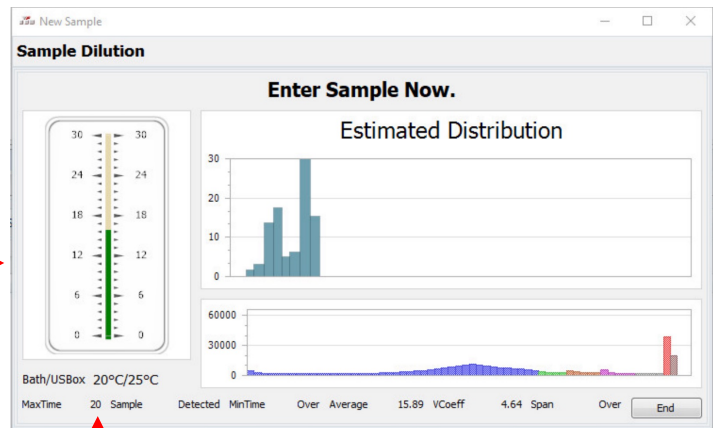 New Sample
Sample Dilution
Enter Sample Now.
Estimated Distribution
30 30
24 24
18 18
12 12
6 6
0 0
30
20
10
0
60000
30000
0
Bath/USBox 20°C/25°C
MaxTime 20 Sample Detected MinTime Over Average 15.89 VCoeff 4.64 Span Over End